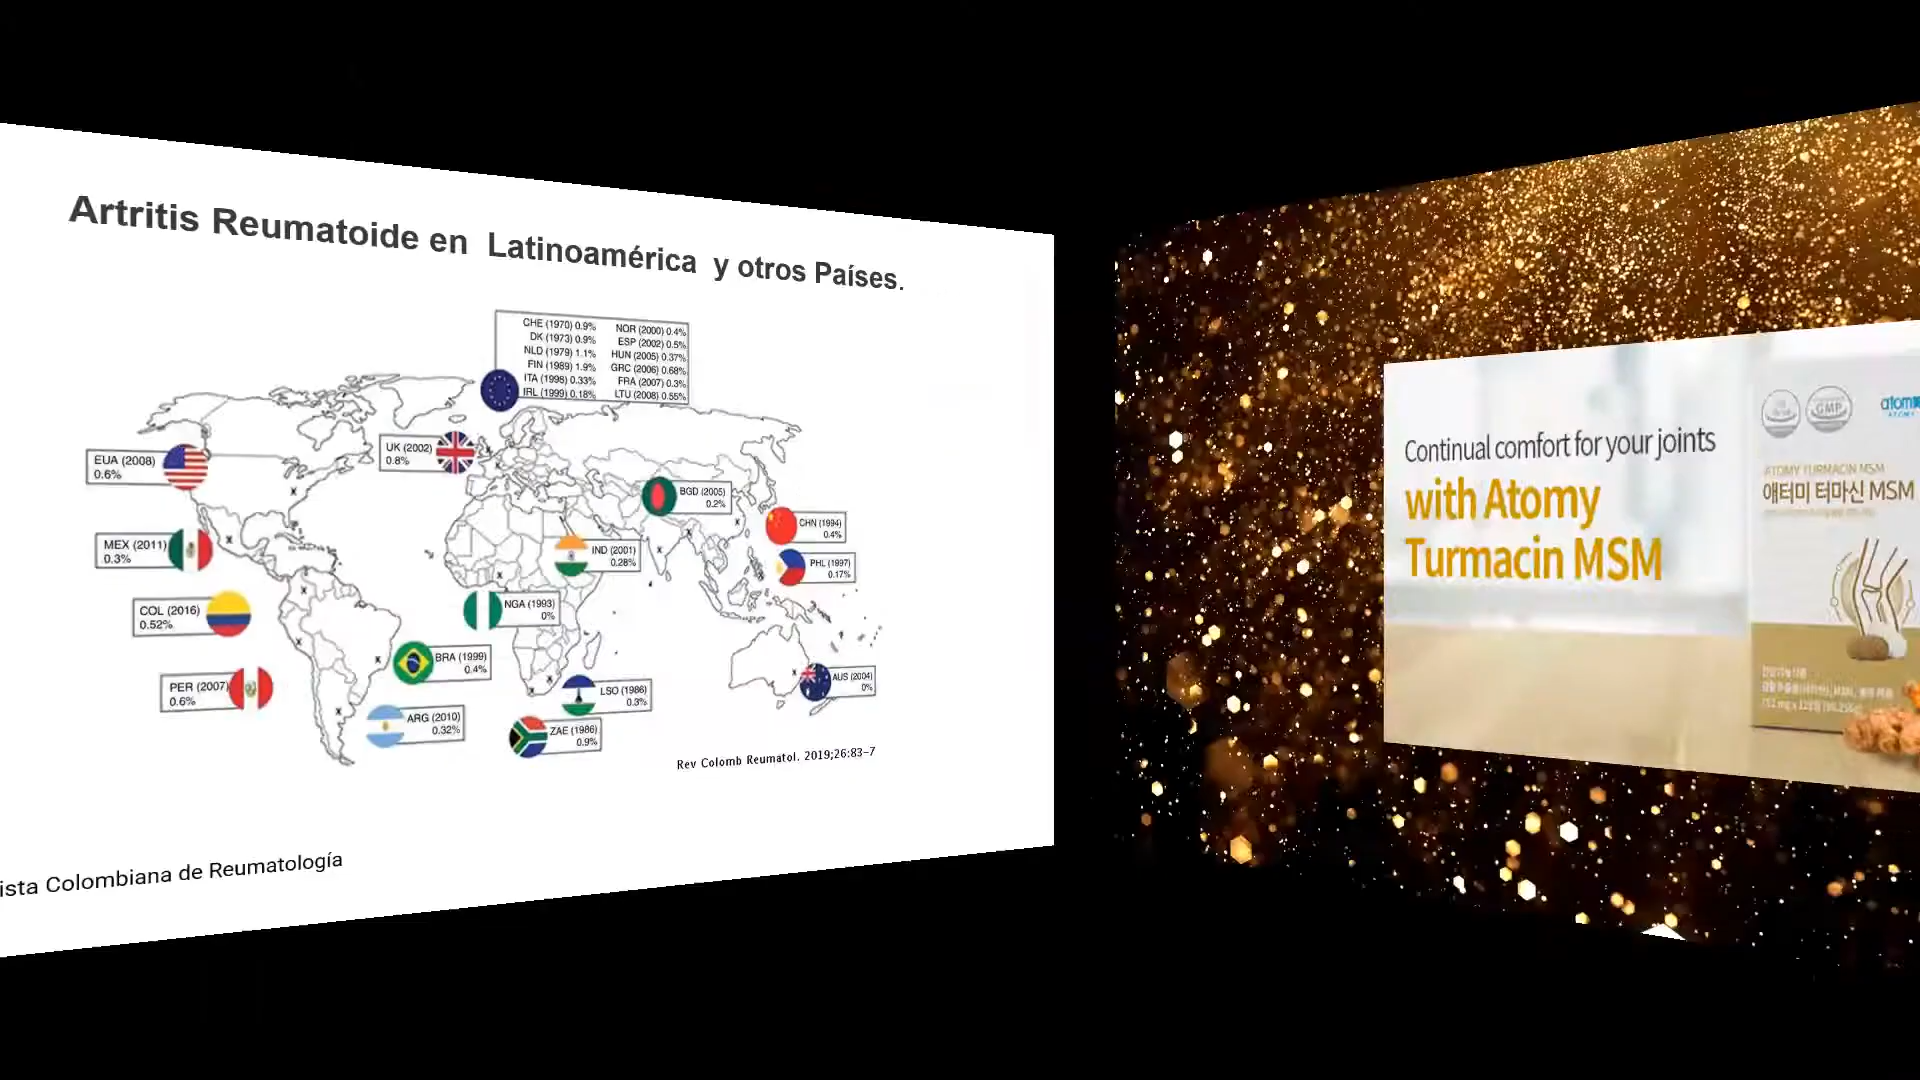 Artritis Reumatoide en Latinoamérica y otros Países.
CHE (1970) 0.9%
DK (1973) 0.9%
NLD (1979) 1.1%
FIN (1989) 1.9%
ITA (1998) 0.33%
IRL (1999) 0.18%
NOR (2000) 0.4%
ESP (2002) 0.5%
HUN (2005) 0.37%
GRC (2006) 0.68%
FRA (2007) 0.3%
LTU (2008) 0.55%
EUA (2008)
0.6%
UK (2002)
0.8%
BGD (2005)
0.2%
CHN (1994)
0.4%
MEX (2011)
0.3%
IND (2001)
0.28%
PHL (1997)
0.17%
COL (2016)
0.52%
NGA (1993)
0%
BRA (1999)
0.4%
PER (2007)
0.6%
LSO (1986)
0.3%
AUS (2004)
0%
ARG (2010)
0.32%
ZAE (1986)
0.9%
Rev Colomb Reumatol. 2019;26:83-7
ista Colombiana de Reumatología
Continual comfort for your joints
with Atomy
Turmacin MSM
GMP
atom
ATOMY TURMACIN MSM
애터미 터마신 MSM